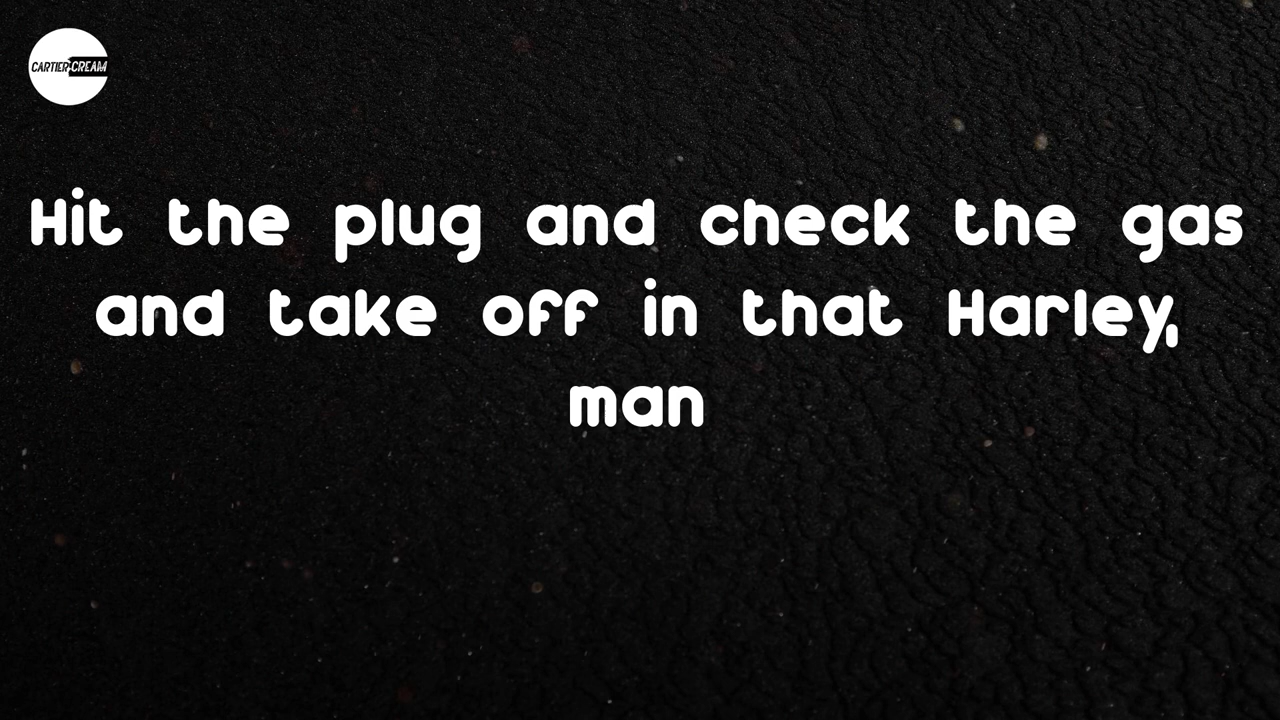 CARTIER CREAM
Hit the plug and check the gas
and take off in that Harley,
man